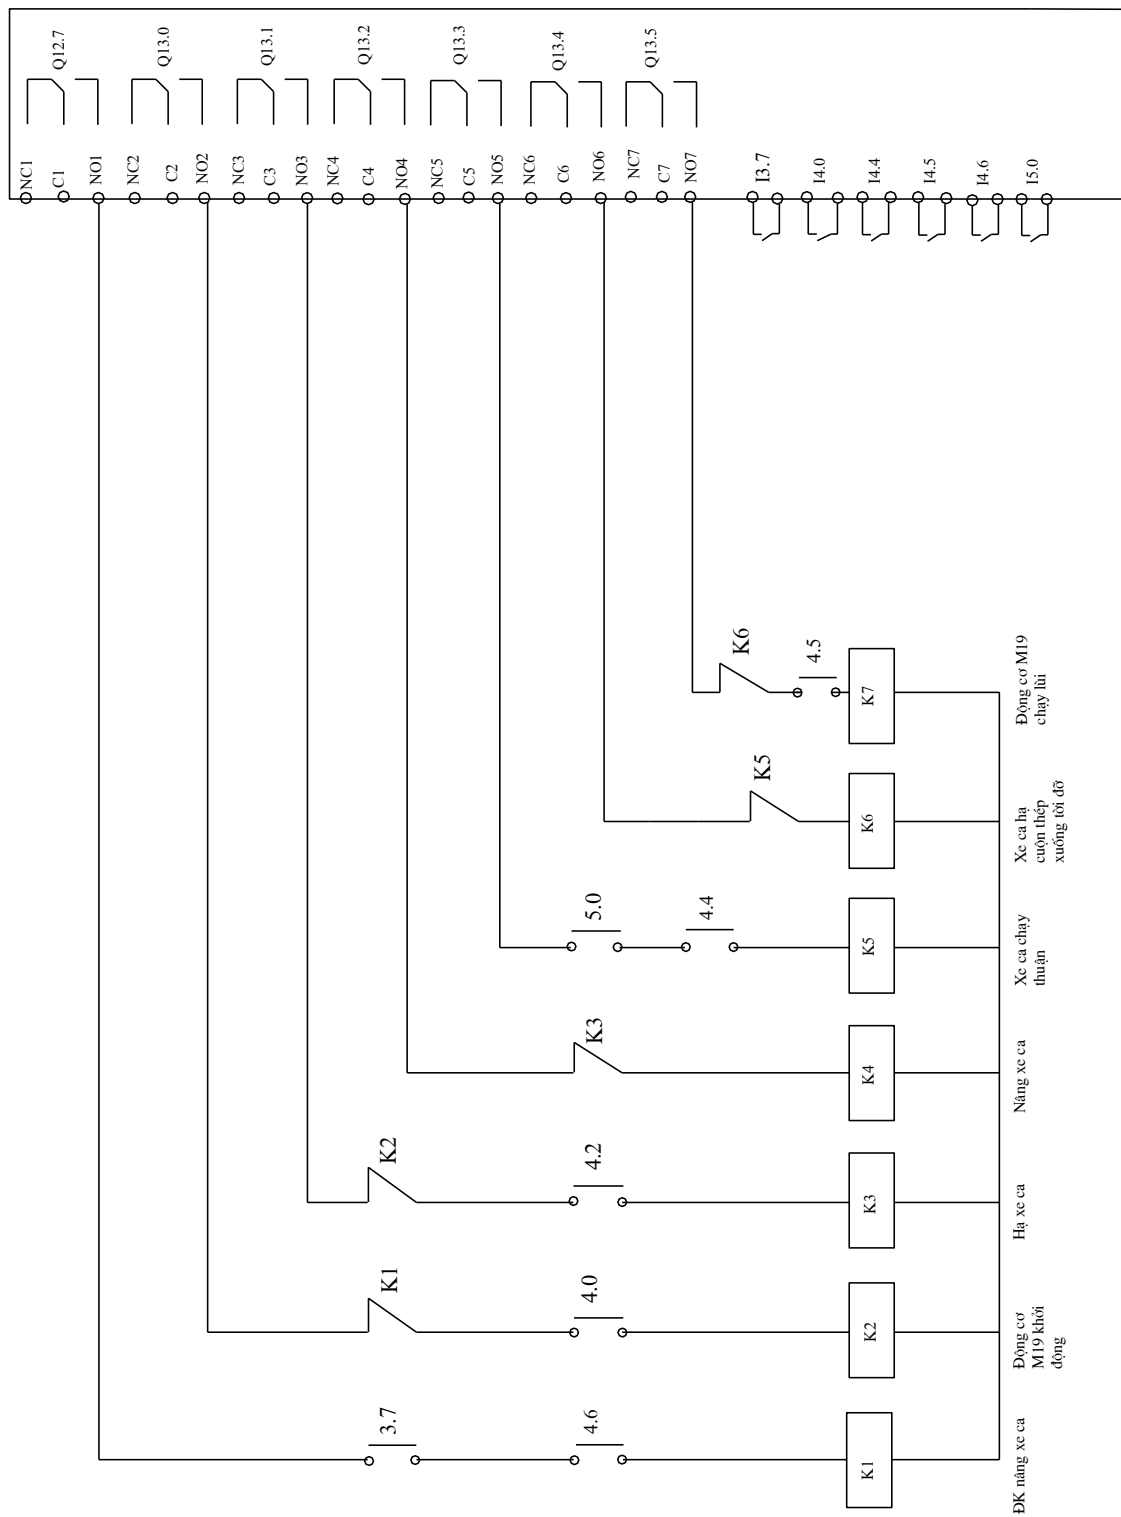 Q12.7
Q13.0
Q13.1
Q13.2
Q13.3
Q13.4
Q13.5
NC1
C1
NO1
NC2
C2
NO2
NC3
C3
NO3
NC4
C4
NO4
NC5
C5
NO5
NC6
C6
NO6
NC7
C7
NO7
I3.7
I4.0
I4.4
I4.5
I4.6
I5.0
3.7
4.6
K1
ĐK nâng xe ca
K1
4.0
K2
Động cơ
M19 khởi
động
K2
4.2
K3
Hạ xe ca
K3
K4
Nâng xe ca
5.0
4.4
K5
Xe ca chạy
thuận
K5
K6
Xe ca hạ
cuộn thép
xuống tời đỡ
K6
4.5
K7
Động cơ M19
chạy lùi